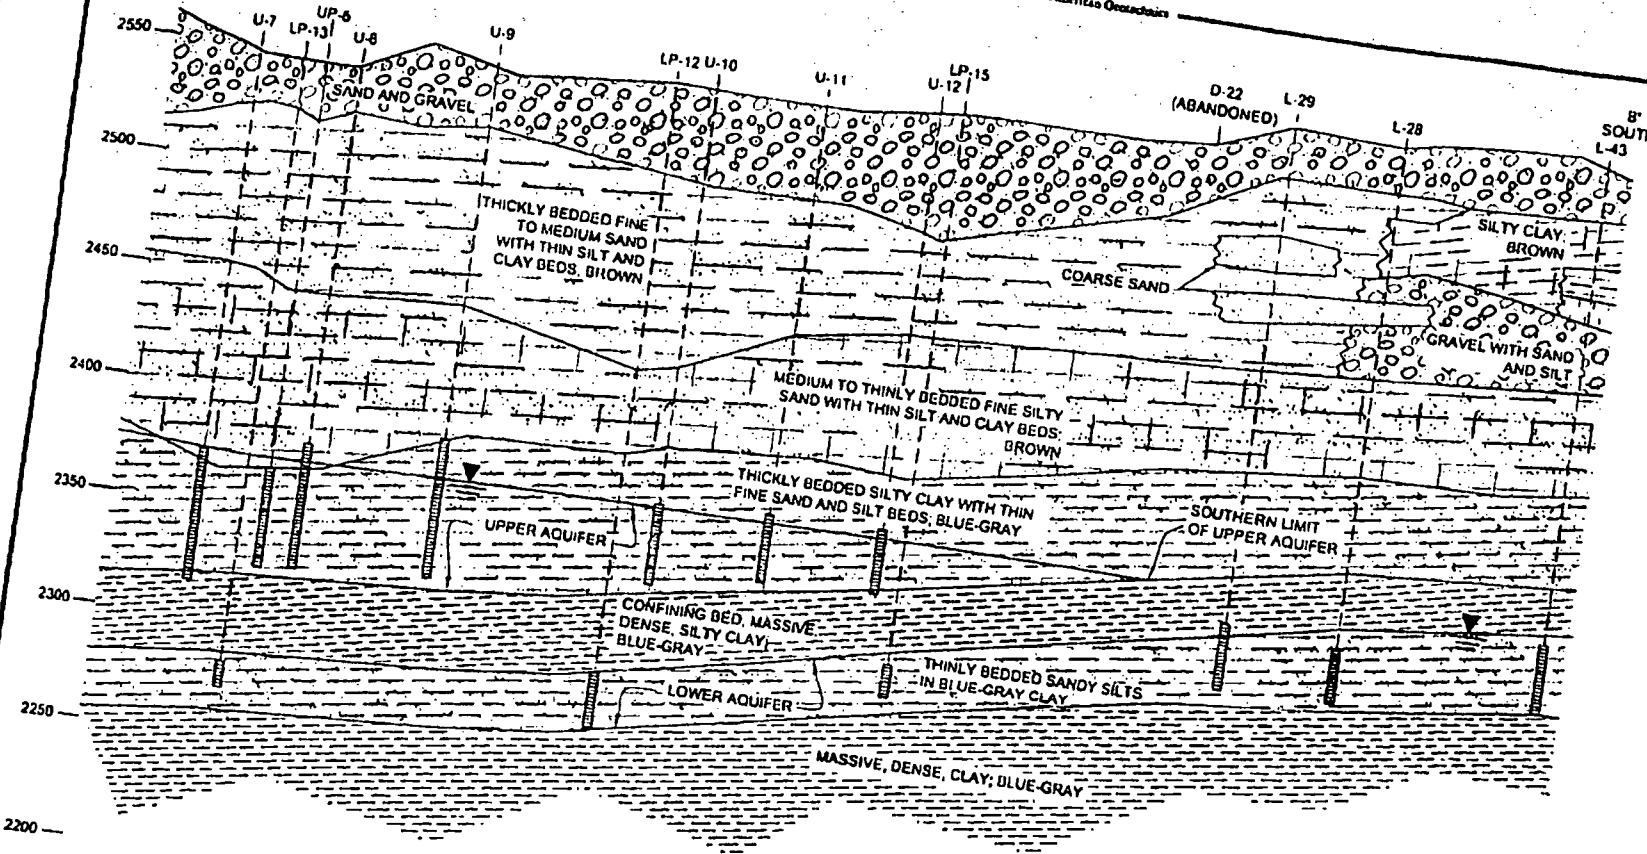 2550
U-7
UP-6
LP-13
U-8
U-9
LP-12 U-10
U-11
LP-15
U-12
D-22
(ABANDONED)
L-29
L-28
B"
L-43
SAND AND GRAVEL
2500
THICKLY BEDDED FINE
TO MEDIUM SAND
WITH THIN SILT AND
CLAY BEDS, BROWN
SILTY CLAY
BROWN
COARSE SAND
2450
GRAVEL WITH SAND
AND SILT
2400
MEDIUM TO THINLY BEDDED FINE SILTY
SAND WITH THIN SILT AND CLAY BEDS;
BROWN
THICKLY BEDDED SILTY CLAY WITH THIN
FINE SAND AND SILT BEDS; BLUE-GRAY
2350
UPPER AQUIFER
SOUTHERN LIMIT
OF UPPER AQUIFER
2300
CONFINING BED, MASSIVE
DENSE, SILTY CLAY;
BLUE-GRAY
THINLY BEDDED SANDY SILTS
IN BLUE-GRAY CLAY
LOWER AQUIFER
2250
MASSIVE, DENSE, CLAY; BLUE-GRAY
2200